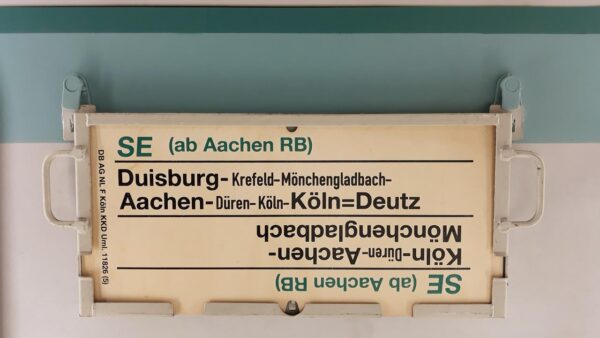 SE (ab Aachen RB)
Duisburg-Krefeld-Mönchengladbach-
Aachen-Düren-Köln-Köln=Deutz
DB AG NL F Köln KKD Uml. 11826 (5)
SE (ab Aachen RB)
Köln-Düren-Aachen-
Mönchengladbach